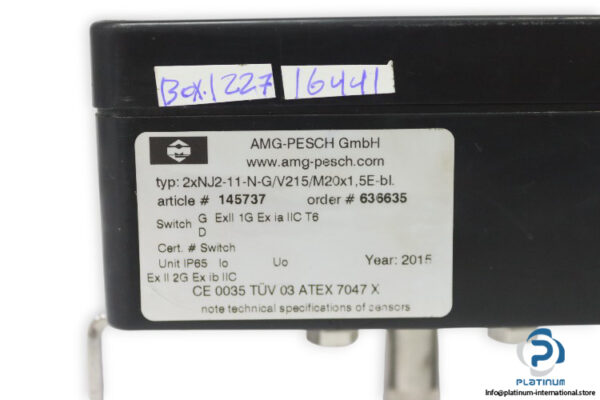 Box.1227 16441
AMG-PESCH GmbH
www.amg-pesch.com
typ: 2xNJ2-11-N-G/V215/M20x1,5E-bl.
article # 145737 order # 636635
Switch G ExII 1G Ex ia IIC T6
D
Cert. # Switch
Unit IP65 Io Uo Year: 2015
Ex II 2G Ex ib IIC
CE 0035 TÜV 03 ATEX 7047 X
note technical specifications of sensors
PLATINUM
Info@platinum-international.store